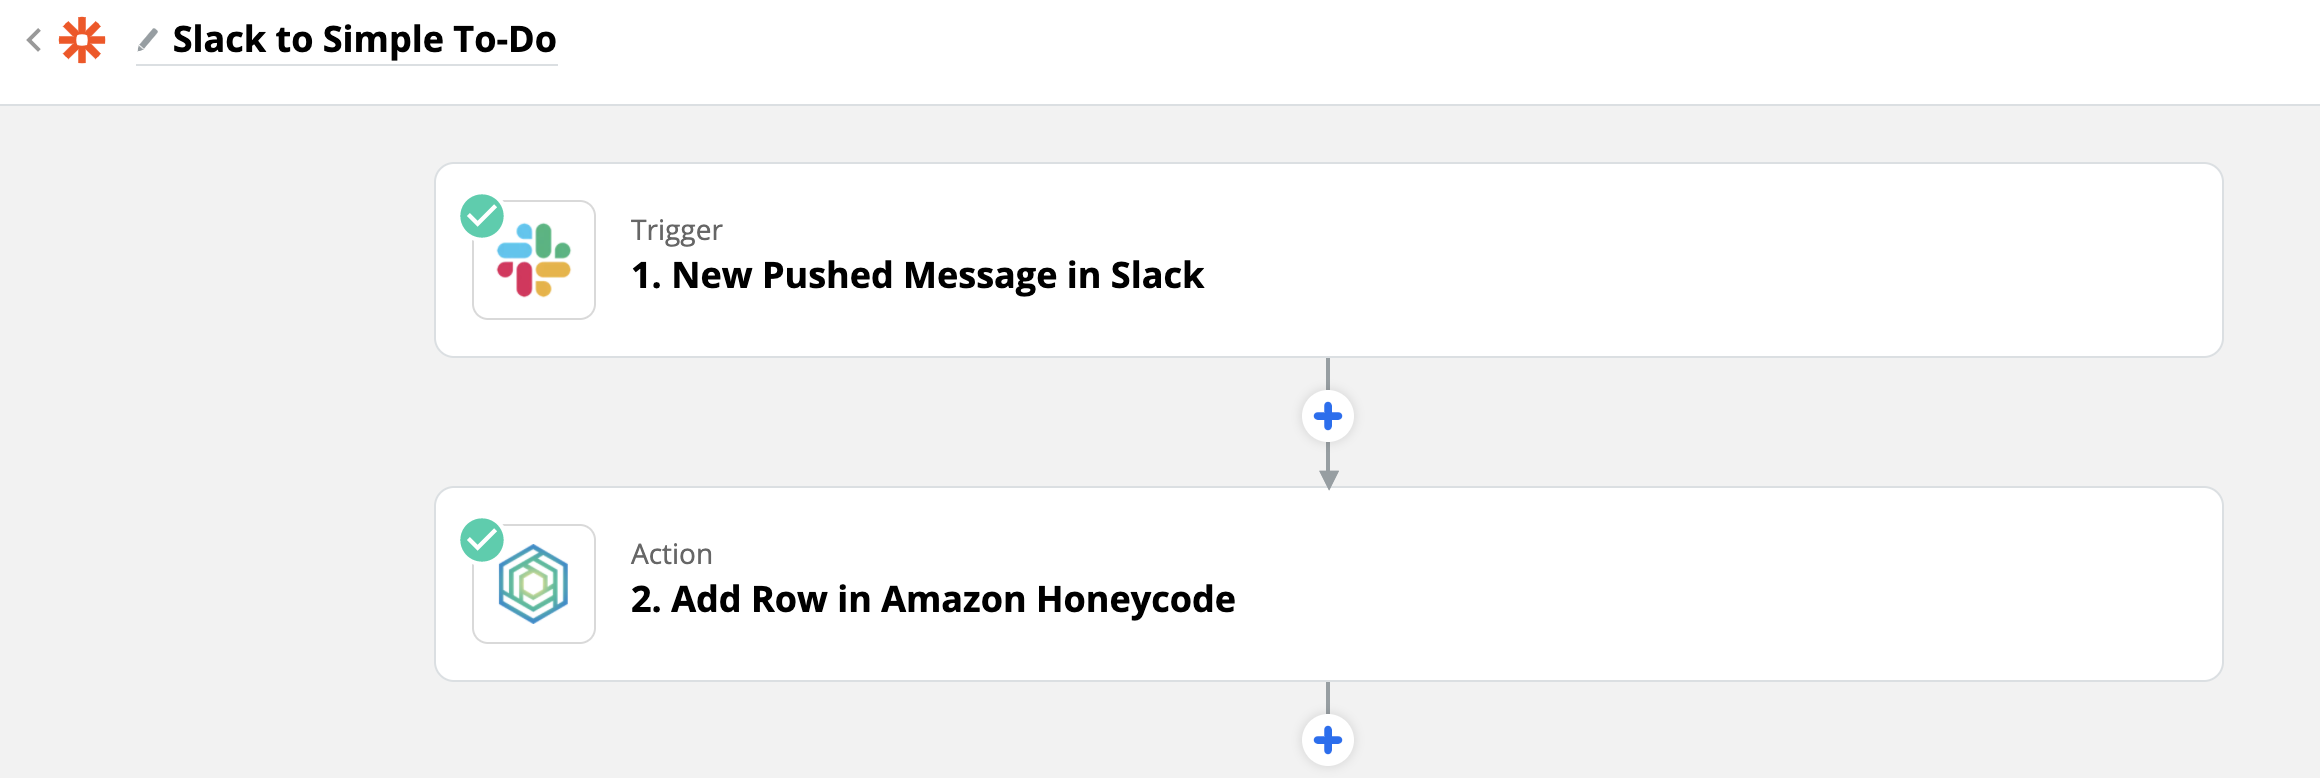 Slack to Simple To-Do
Trigger
1. New Pushed Message in Slack
Action
2. Add Row in Amazon Honeycode